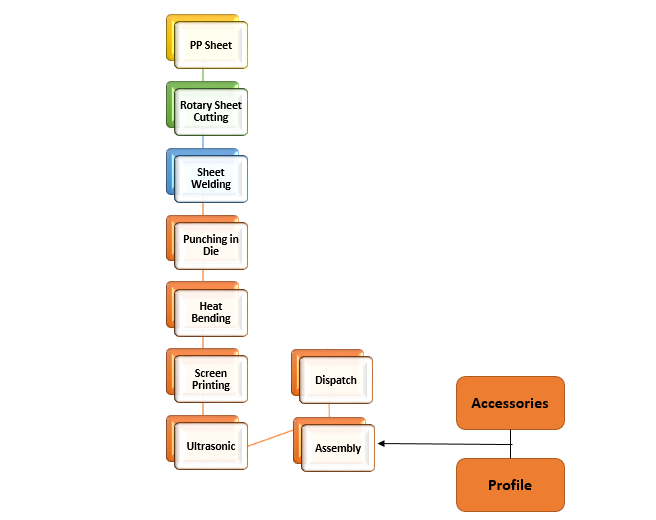 PP Sheet
Rotary Sheet
Cutting
Sheet
Welding
Punching in
Die
Heat
Bending
Screen
Printing
Ultrasonic
Dispatch
Assembly
Accessories
Profile